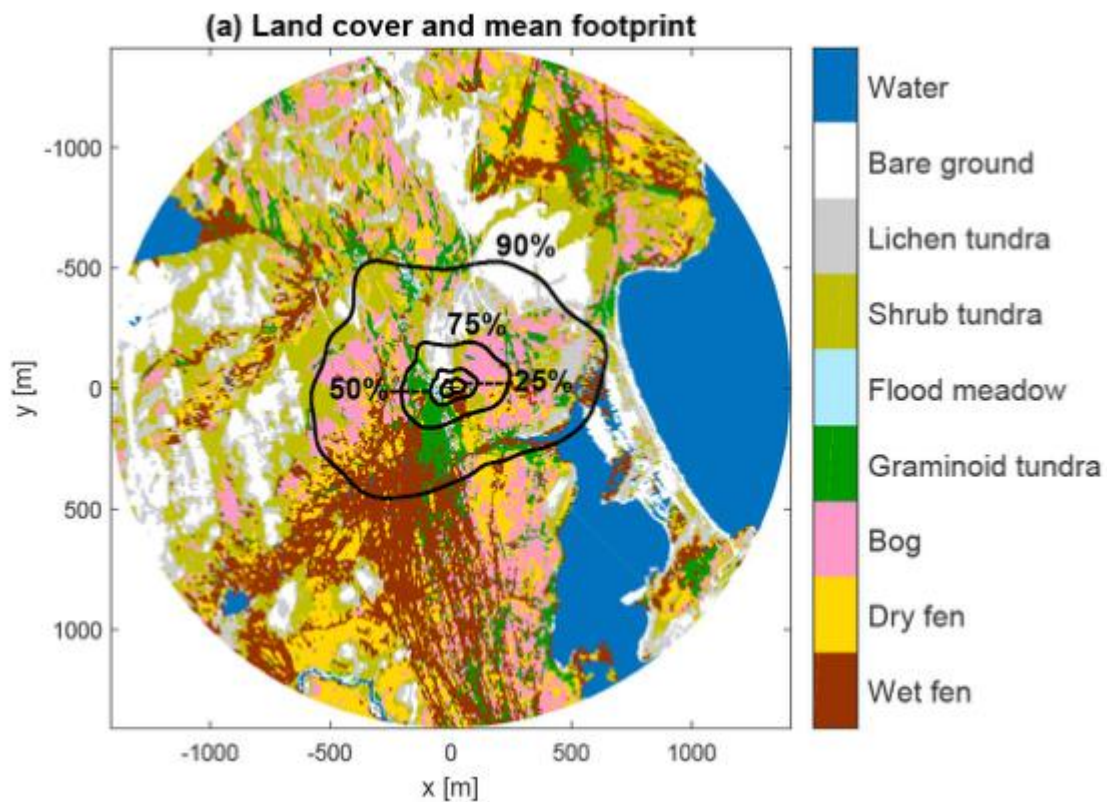 (a) Land cover and mean footprint
-1000
-500
0
500
1000
y [m]
-1000
-500
0
500
1000
x [m]
90%
75%
50%
25%
Water
Bare ground
Lichen tundra
Shrub tundra
Flood meadow
Graminoid tundra
Bog
Dry fen
Wet fen